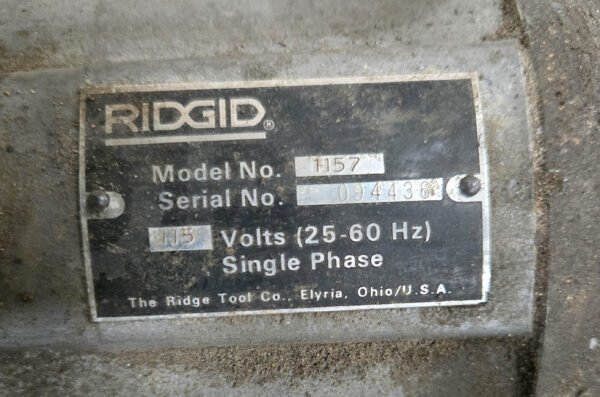 RIDGID®
Model No. 1157
Serial No. 094436
115 Volts (25-60 Hz)
Single Phase
The Ridge Tool Co., Elyria, Ohio/U.S.A.